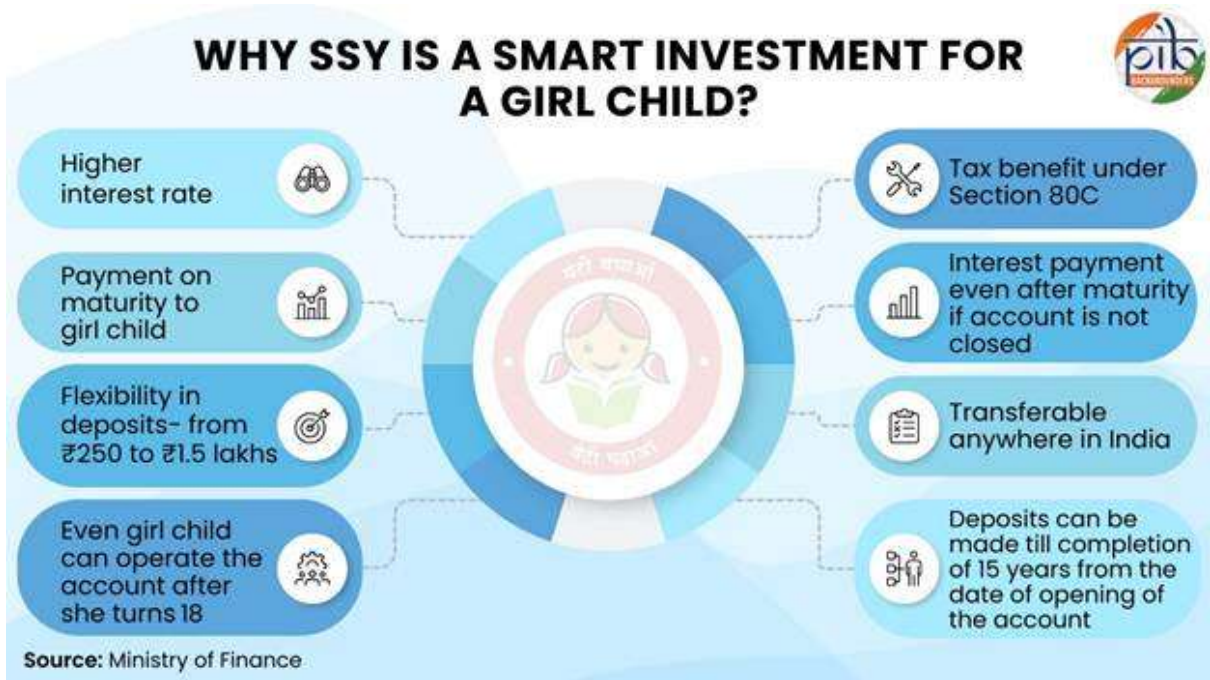 WHY SSY IS A SMART INVESTMENT FOR
A GIRL CHILD?
pib
BACKGROUNDERS
Higher
interest rate
Payment on
maturity to
girl child
Flexibility in
deposits- from
₹250 to ₹1.5 lakhs
Even girl child
can operate the
account after
she turns 18
बेटी बचाओ
बेटी पढ़ाओ
Tax benefit under
Section 80C
Interest payment
even after maturity
if account is not
closed
Transferable
anywhere in India
Deposits can be
made till completion
of 15 years from the
date of opening of
the account
Source: Ministry of Finance